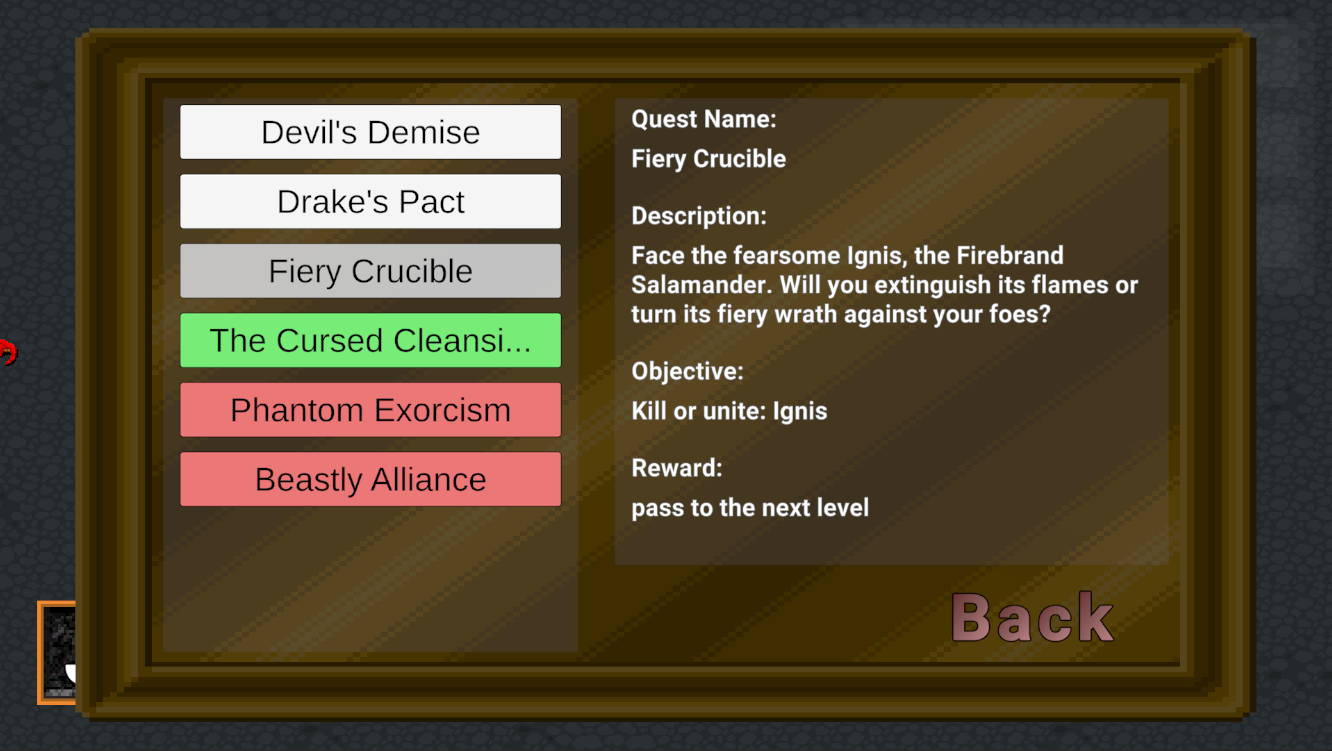 Devil's Demise
Drake's Pact
Fiery Crucible
The Cursed Cleansi...
Phantom Exorcism
Beastly Alliance
Quest Name:
Fiery Crucible
Description:
Face the fearsome Ignis, the Firebrand
Salamander. Will you extinguish its flames or
turn its fiery wrath against your foes?
Objective:
Kill or unite: Ignis
Reward:
pass to the next level
Back